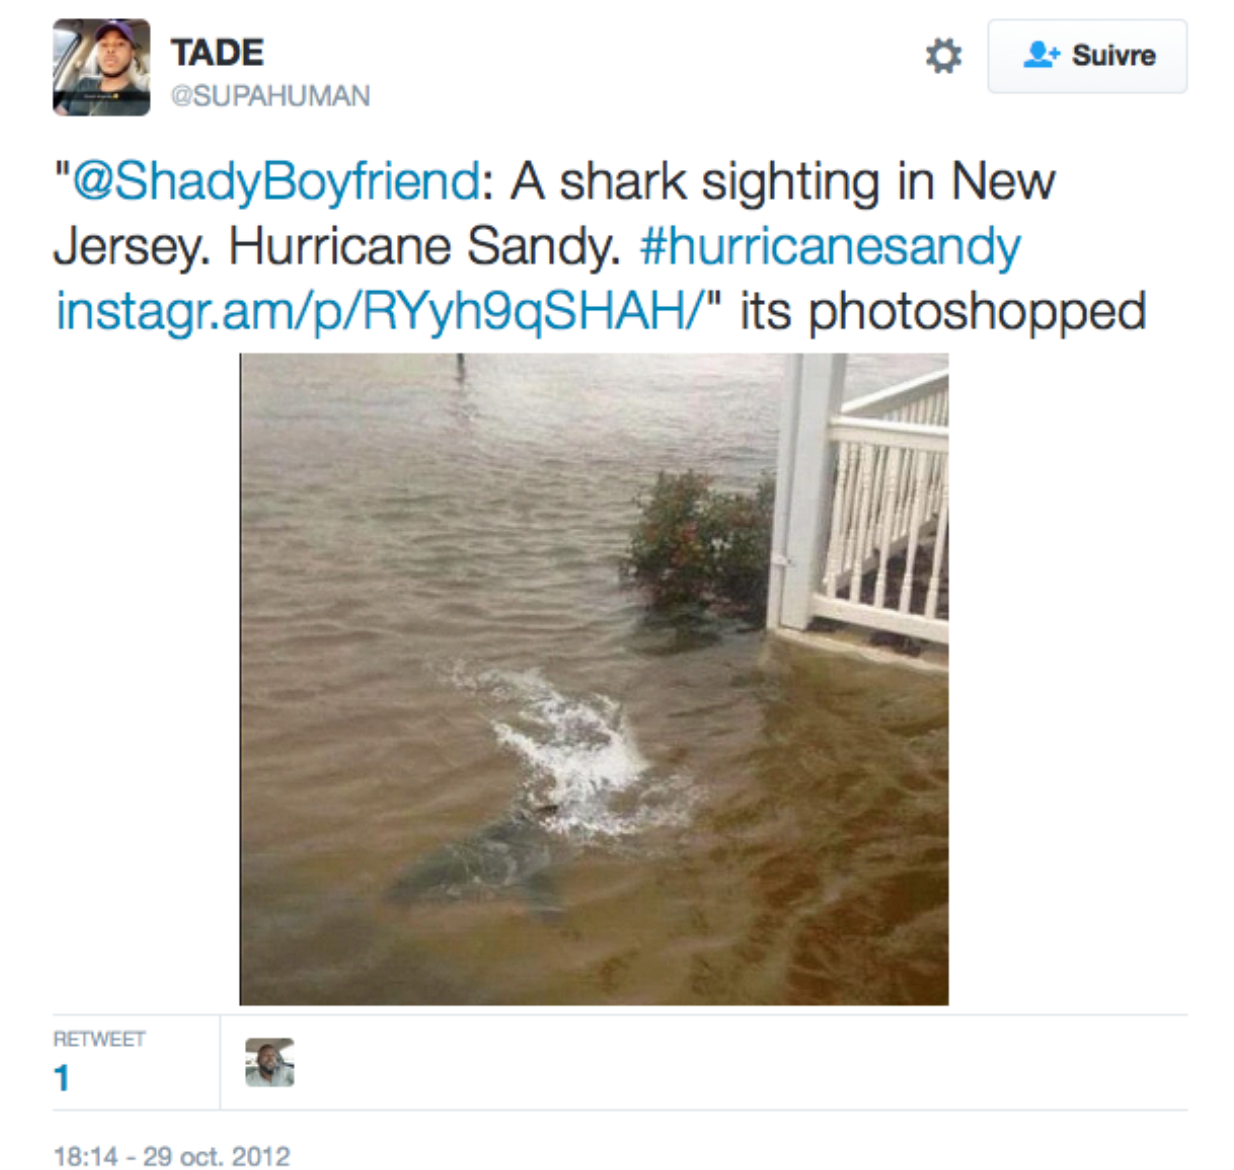 TADE
@SUPAHUMAN
Suivre
"@ShadyBoyfriend: A shark sighting in New
Jersey. Hurricane Sandy. #hurricanesandy
instagr.am/p/RYyh9qSHAH/" its photoshopped
RETWEET
1
18:14 - 29 oct. 2012